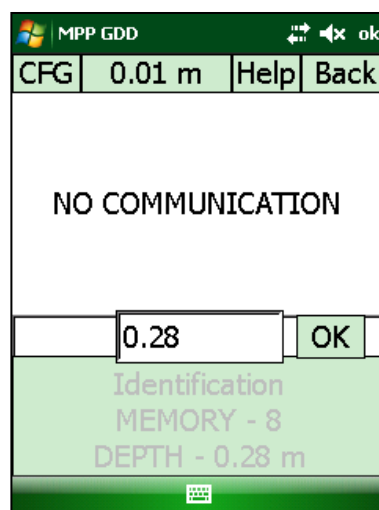 MPP GDD ok
CFG 0.01 m Help Back
NO COMMUNICATION
0.28 OK
Identification
MEMORY - 8
DEPTH - 0.28 m